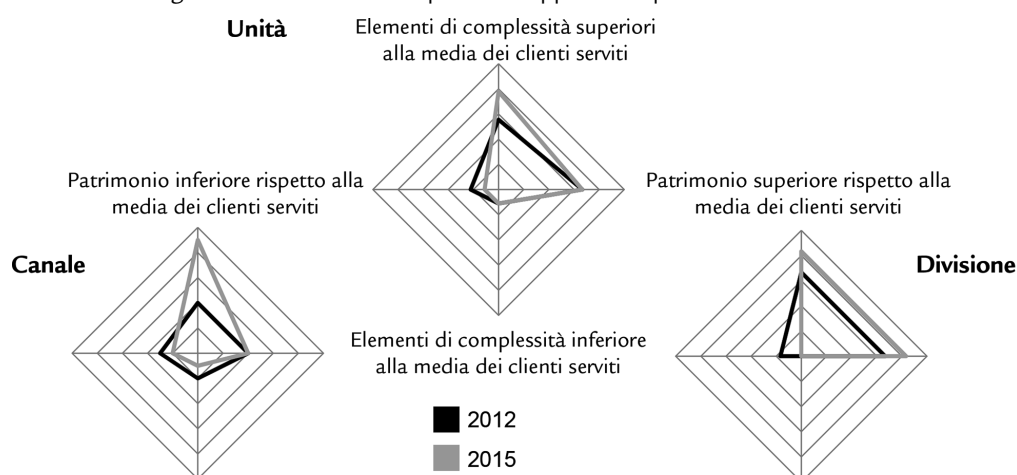 Unità
Elementi di complessità superiori
alla media dei clienti serviti
Patrimonio inferiore rispetto alla
media dei clienti serviti
Patrimonio superiore rispetto alla
media dei clienti serviti
Canale
Divisione
Elementi di complessità inferiore
alla media dei clienti serviti
2012
2015